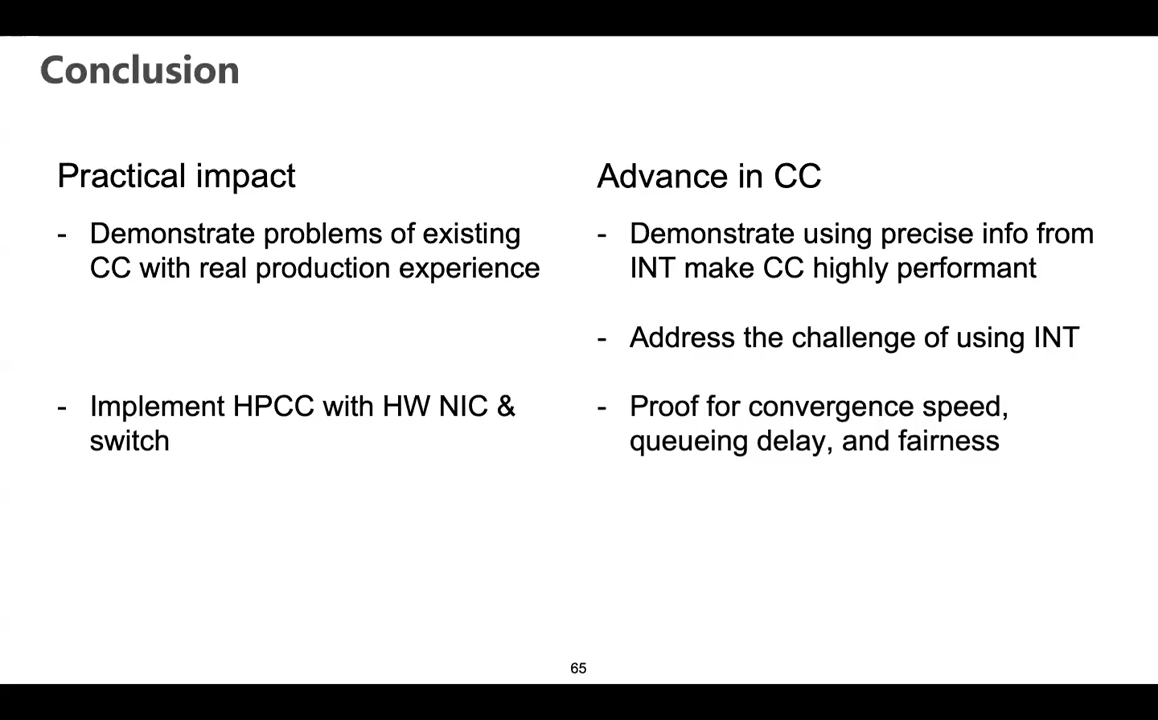 Conclusion
Practical impact
- Demonstrate problems of existing
CC with real production experience
- Implement HPCC with HW NIC &
switch
Advance in CC
- Demonstrate using precise info from
INT make CC highly performant
- Address the challenge of using INT
- Proof for convergence speed,
queueing delay, and fairness
65